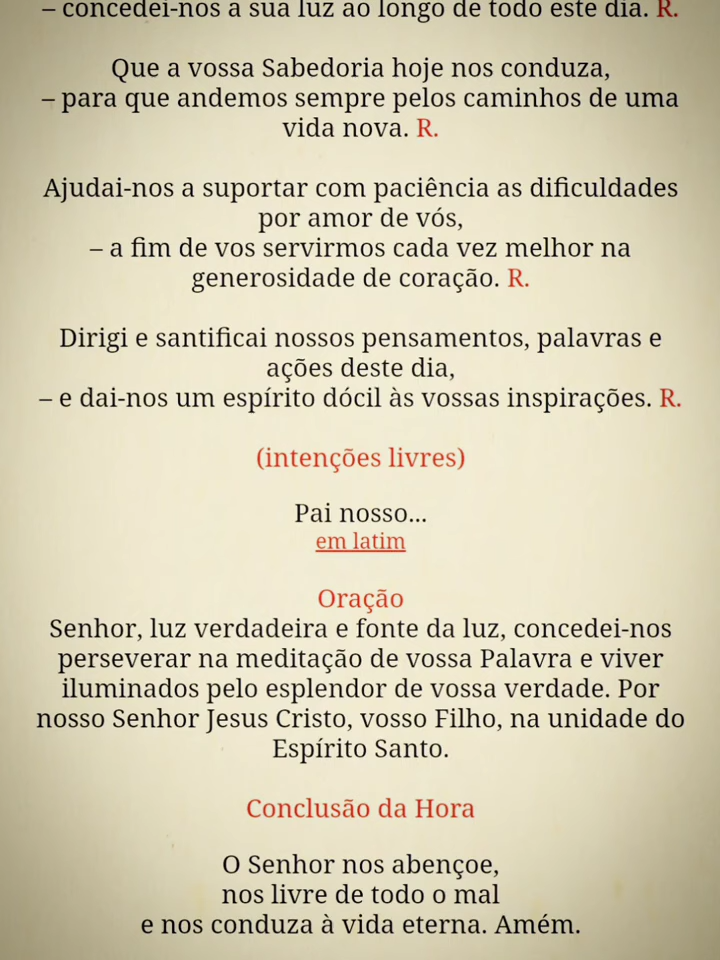 – concedei-nos a sua luz ao longo de todo este dia. R.
Que a vossa Sabedoria hoje nos conduza,
– para que andemos sempre pelos caminhos de uma
vida nova. R.
Ajudai-nos a suportar com paciência as dificuldades
por amor de vós,
– a fim de vos servirmos cada vez melhor na
generosidade de coração. R.
Dirigi e santificai nossos pensamentos, palavras e
ações deste dia,
– e dai-nos um espírito dócil às vossas inspirações. R.
(intenções livres)
Pai nosso...
em latim
Oração
Senhor, luz verdadeira e fonte da luz, concedei-nos
perseverar na meditação de vossa Palavra e viver
iluminados pelo esplendor de vossa verdade. Por
nosso Senhor Jesus Cristo, vosso Filho, na unidade do
Espírito Santo.
Conclusão da Hora
O Senhor nos abençoe,
nos livre de todo o mal
e nos conduza à vida eterna. Amém.